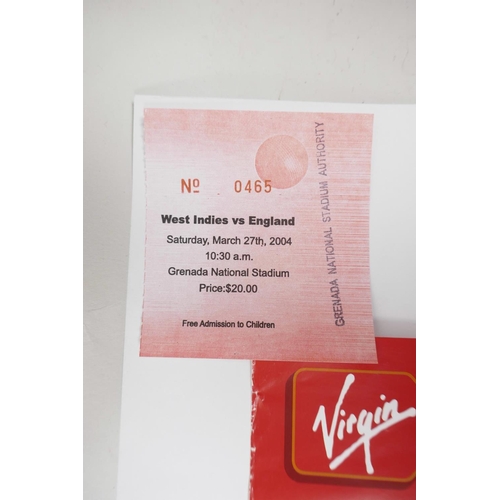 Nº 0465
West Indies vs England
Saturday, March 27th, 2004
10:30 a.m.
Grenada National Stadium
Price:$20.00
Free Admission to Children
GRENADA NATIONAL STADIUM AUTHORITY
Virgin